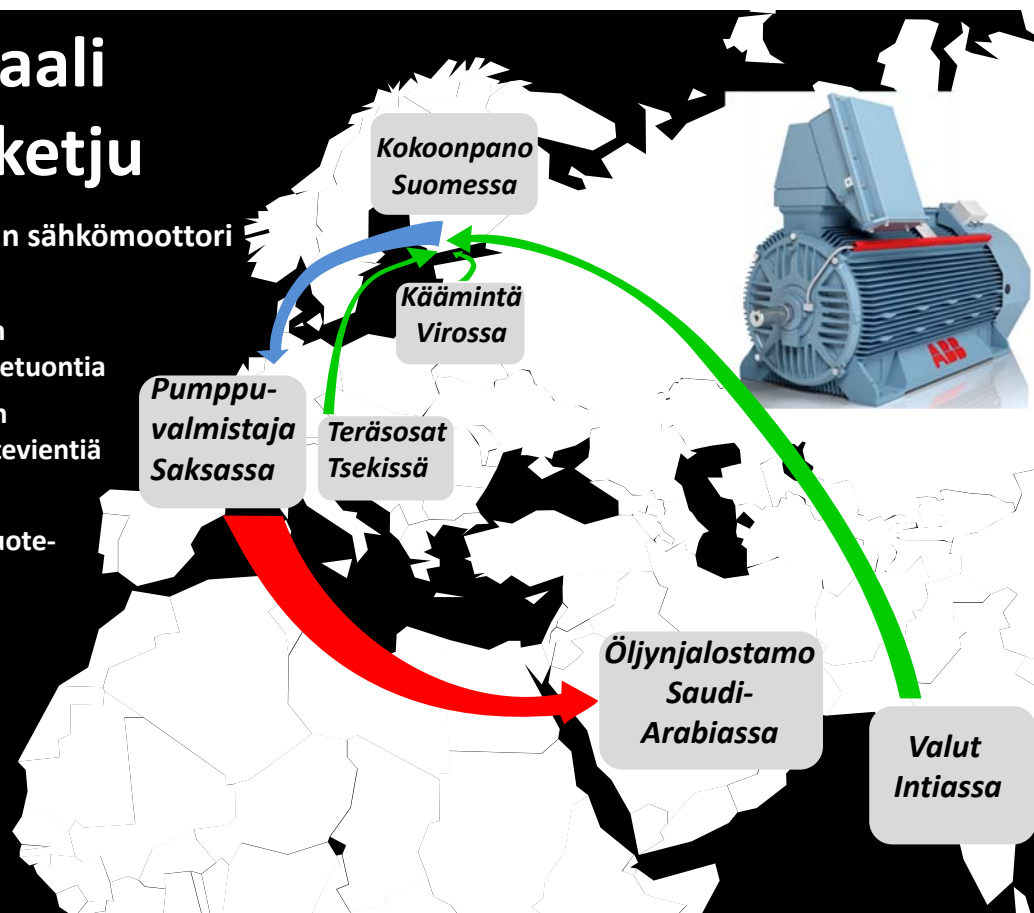 aali
ketju
n sähkömoottori
n
etuontia
n
tevientiä
uote-
Kokoonpano
Suomessa
Käämintä
Virossa
Pumppu-
valmistaja
Saksassa
Teräsosat
Tsekissä
Öljynjalostamo
Saudi-
Arabiassa
Valut
Intiassa
ABB